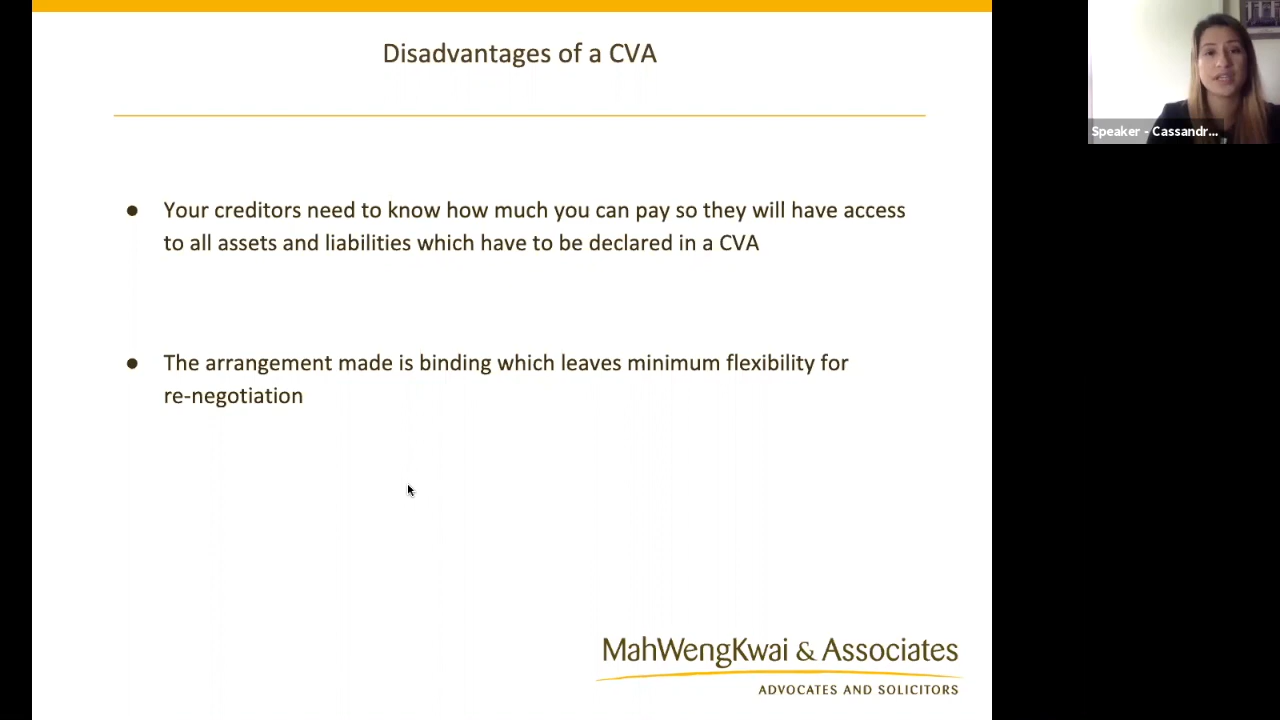 Disadvantages of a CVA
Speaker - Cassandr...
● Your creditors need to know how much you can pay so they will have access
to all assets and liabilities which have to be declared in a CVA
● The arrangement made is binding which leaves minimum flexibility for
re-negotiation
MahWengKwai & Associates
ADVOCATES AND SOLICITORS